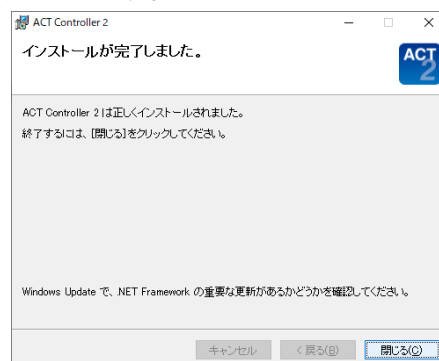 ACT Controller 2
インストールが完了しました。
ACT
2
ACT Controller 2 は正しくインストールされました。
終了するには、[閉じる]をクリックしてください。
Windows Update で、.NET Framework の重要な更新があるかどうかを確認してください。
キャンセル
< 戻る(B)
閉じる(C)